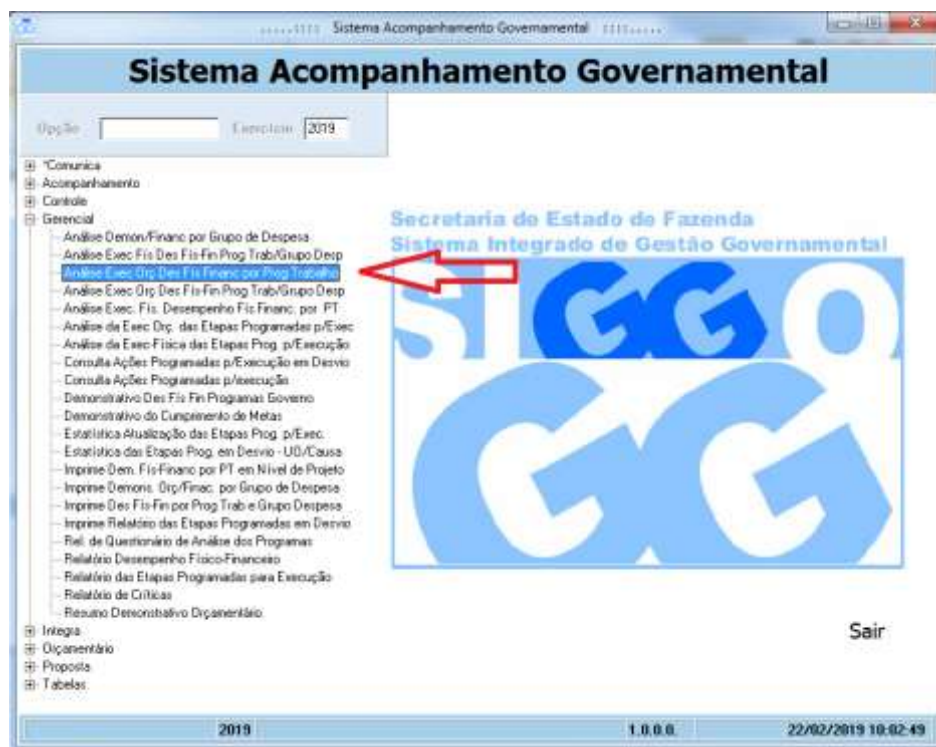 .....:::: Sistema Acompanhamento Governamental ::::.....
Sistema Acompanhamento Governamental
Opção
Exercício 2019
*Comunica
Acompanhamento
Controle
Gerencial
Análise Demon/Financ por Grupo de Despesa
Análise Exec Fís Des Fís-Fin Prog Trab/Grupo Desp
Análise Exec Orç Des Fís Financ por Prog Trabalho
Análise Exec Orç Des Fís-Fin Prog Trab/Grupo Desp
Análise Exec. Fís. Desempenho Fís Financ. por PT
Análise da Exec Orç. das Etapas Programadas p/Exec
Análise da Exec Física das Etapas Prog. p/Execução
Consulta Ações Programadas p/Execução em Desvio
Consulta Ações Programadas p/execução
Demonstrativo Des Fís Fin Programas Governo
Demonstrativo do Cumprimento de Metas
Estatística Atualização das Etapas Prog. p/Exec.
Estatística das Etapas Prog. em Desvio - UO/Causa
Imprime Dem. Fís-Financ por PT em Nível de Projeto
Imprime Demons. Orç/Finac. por Grupo de Despesa
Imprime Des Fís-Fin por Prog Trab e Grupo Despesa
Imprime Relatório das Etapas Programadas em Desvio
Rel. de Questionário de Análise dos Programas
Relatório Desempenho Físico-Financeiro
Relatório das Etapas Programadas para Execução
Relatório de Críticas
Resumo Demonstrativo Orçamentário
Integra
Orçamentário
Proposta
Tabelas
Secretaria de Estado de Fazenda
Sistema Integrado de Gestão Governamental
SIGGO
GG
Sair
2019 1.0.0.0. 22/02/2019 10:02:49